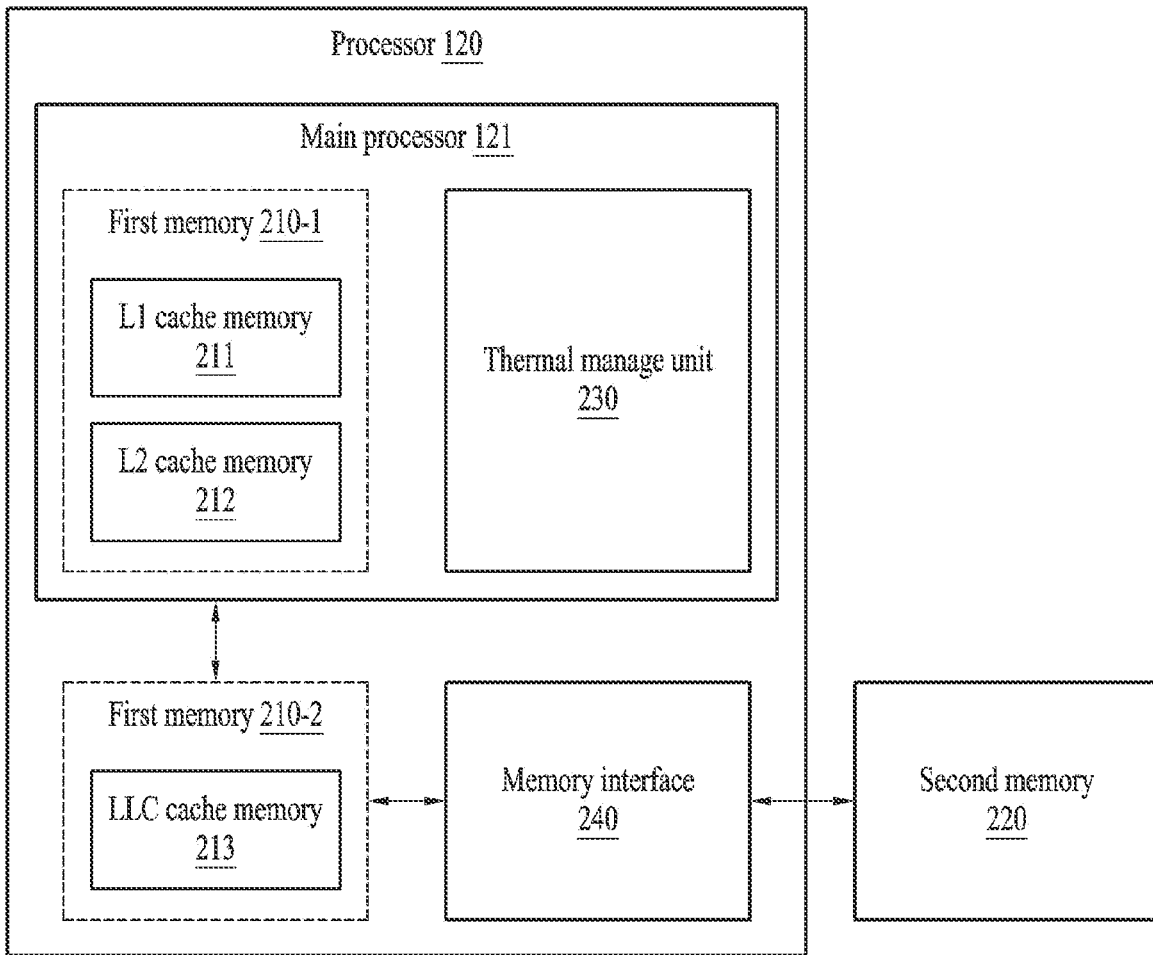 Processor 120
Main processor 121
First memory 210-1
L1 cache memory
211
L2 cache memory
212
Thermal manage unit
230
First memory 210-2
LLC cache memory
213
Memory interface
240
Second memory
220